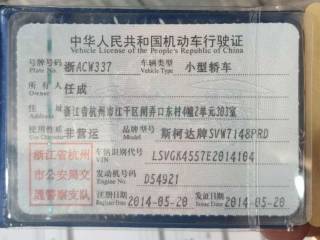 中华人民共和国机动车行驶证
Vehicle License of the People's Republic of China
号牌号码 浙ACW337 车辆类型 小型轿车
Plate No. Vehicle Type
所有人 任成
Owner
住址 浙江省杭州市江干区闸弄口东村4幢2单元303室
使用性质 非营运 斯柯达牌SVW7148PRD
Use Character
浙江省杭州市公安局交通警察支队
车辆识别代号 LSVGK4557E2014104
VIN
发动机号码 D54921
Engine No.
注册日期 2014-05-20 发证日期 2014-05-20
Register Date Issue Date